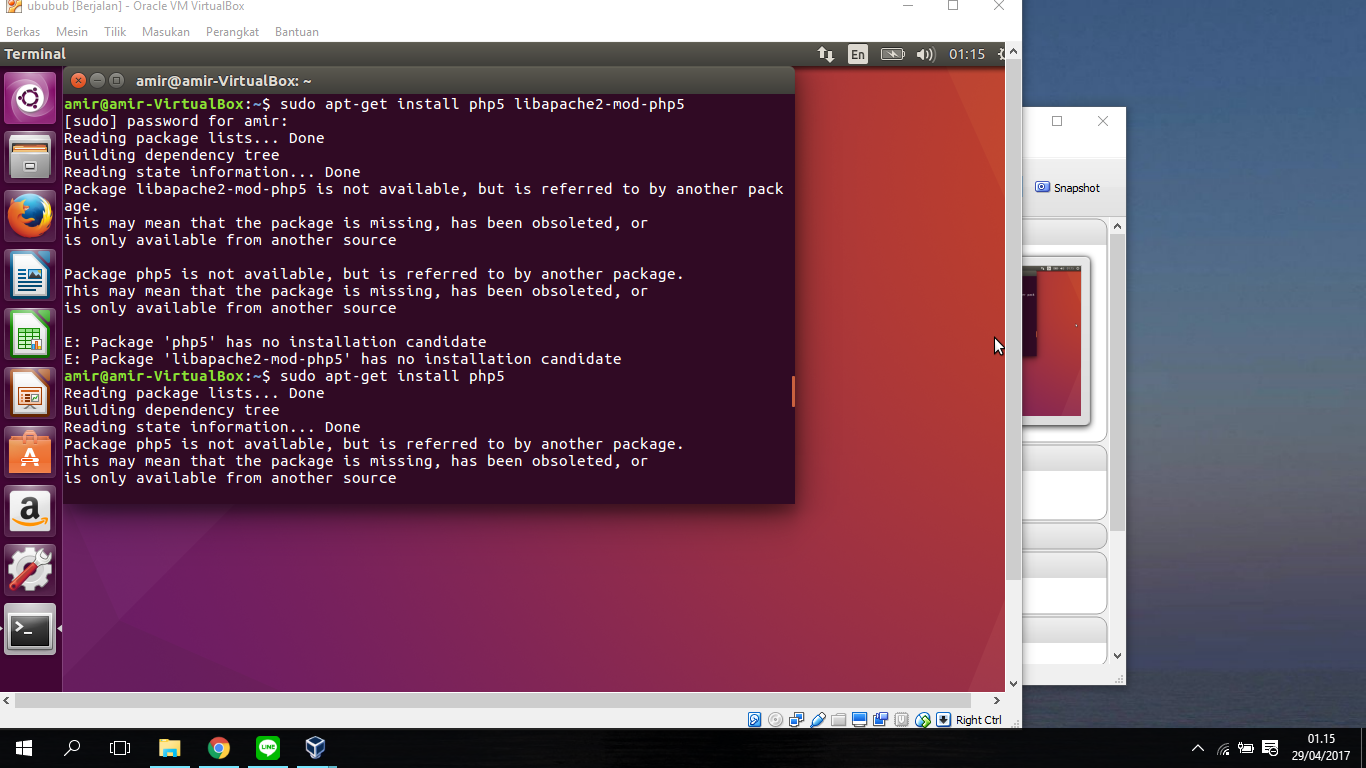 ububub [Berjalan] - Oracle VM VirtualBox
Berkas Mesin Tilik Masukan Perangkat Bantuan
Terminal En 01:15
amir@amir-VirtualBox: ~
amir@amir-VirtualBox:~$ sudo apt-get install php5 libapache2-mod-php5
[sudo] password for amir:
Reading package lists... Done
Building dependency tree
Reading state information... Done
Package libapache2-mod-php5 is not available, but is referred to by another pack
age.
This may mean that the package is missing, has been obsoleted, or
is only available from another source
Package php5 is not available, but is referred to by another package.
This may mean that the package is missing, has been obsoleted, or
is only available from another source
E: Package 'php5' has no installation candidate
E: Package 'libapache2-mod-php5' has no installation candidate
amir@amir-VirtualBox:~$ sudo apt-get install php5
Reading package lists... Done
Building dependency tree
Reading state information... Done
Package php5 is not available, but is referred to by another package.
This may mean that the package is missing, has been obsoleted, or
is only available from another source
Snapshot
Right Ctrl
LINE
01.15
29/04/2017